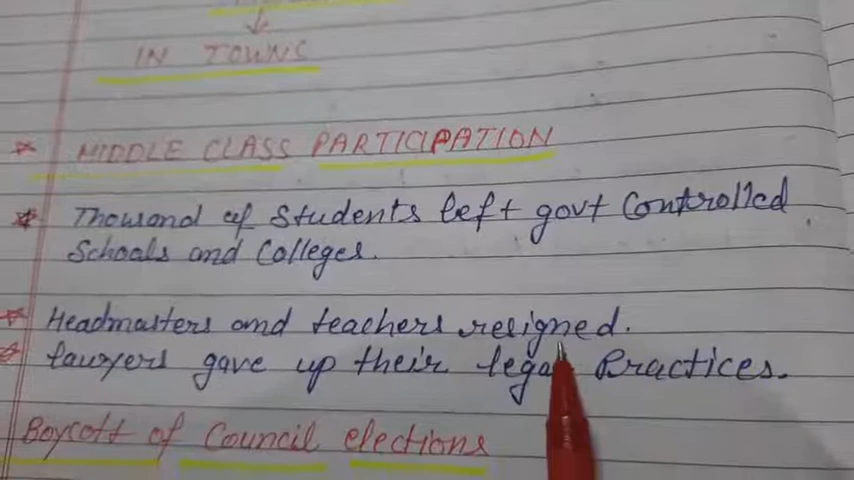 IN TOWNS
MIDDLE CLASS PARTICIPATION
Thousand of Students left govt Controlled
Schools and Colleges.
Headmasters and teachers resigned.
lawyers gave up their legal Practices.
Boycott of Council elections